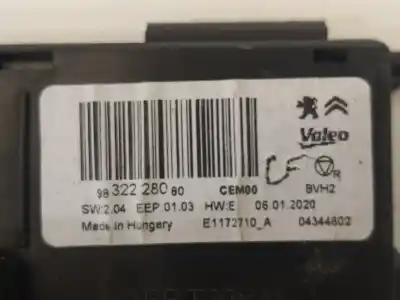 Valeo
CF
R
98 322 280 80 CEM00 BVH2
SW:2.04 EEP:01.03 HW:E 06.01.2020
Made in Hungary E1172710_A 04344802